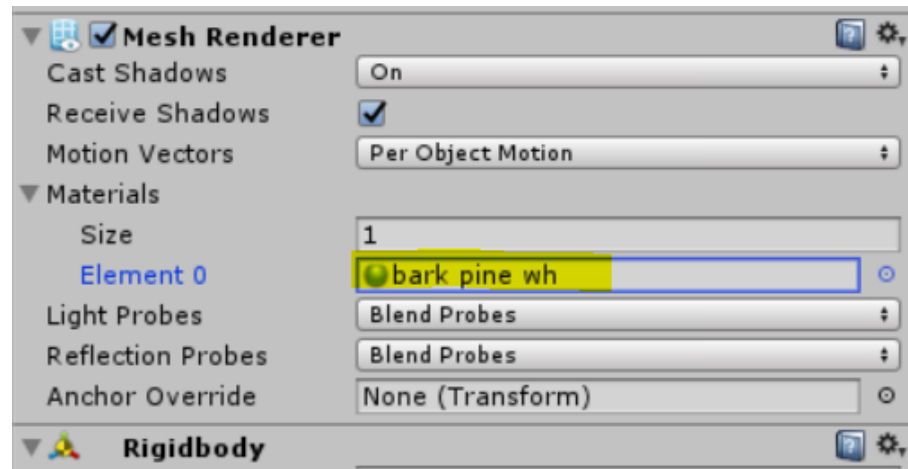 Mesh Renderer
Cast Shadows On
Receive Shadows
Motion Vectors Per Object Motion
Materials
Size 1
Element 0 bark pine wh
Light Probes Blend Probes
Reflection Probes Blend Probes
Anchor Override None (Transform)
Rigidbody